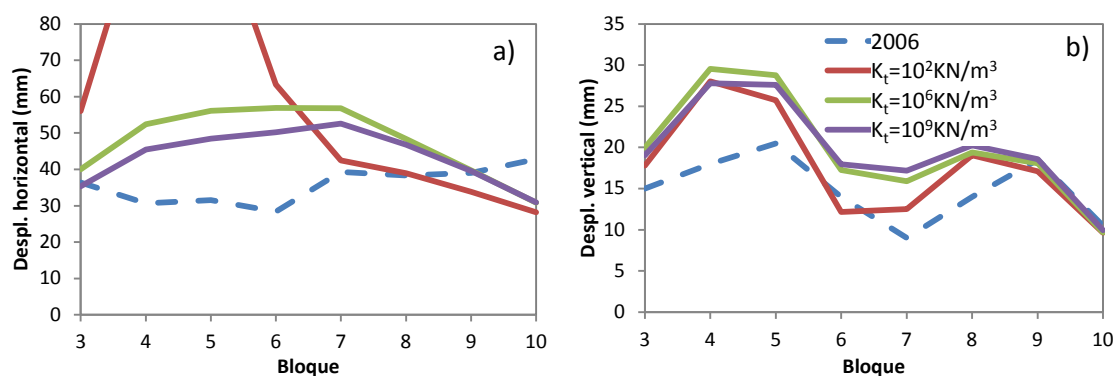 Despl. horizontal (mm)
80
70
60
50
40
30
20
10
0
3 4 5 6 7 8 9 10
Bloque
a)
Despl. vertical (mm)
35
30
25
20
15
10
5
0
3 4 5 6 7 8 9 10
Bloque
b)
2006
Kₜ=10²KN/m³
Kₜ=10⁶KN/m³
Kₜ=10⁹KN/m³